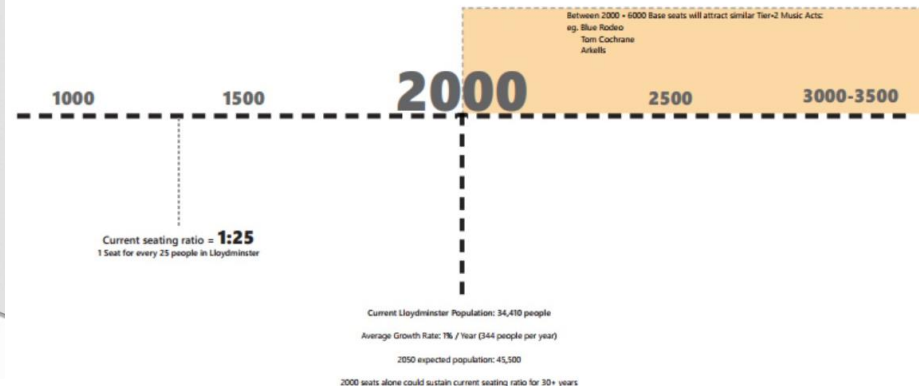 Between 2000 - 6000 Base seats will attract similar Tier-2 Music Acts:
eg. Blue Rodeo
Tom Cochrane
Arkells
1000
1500
2000
2500
3000-3500
Current seating ratio = 1:25
1 Seat for every 25 people in Lloydminster
Current Lloydminster Population: 34,410 people
Average Growth Rate: 1% / Year (344 people per year)
2050 expected population: 45,500
2000 seats alone could sustain current seating ratio for 30+ years